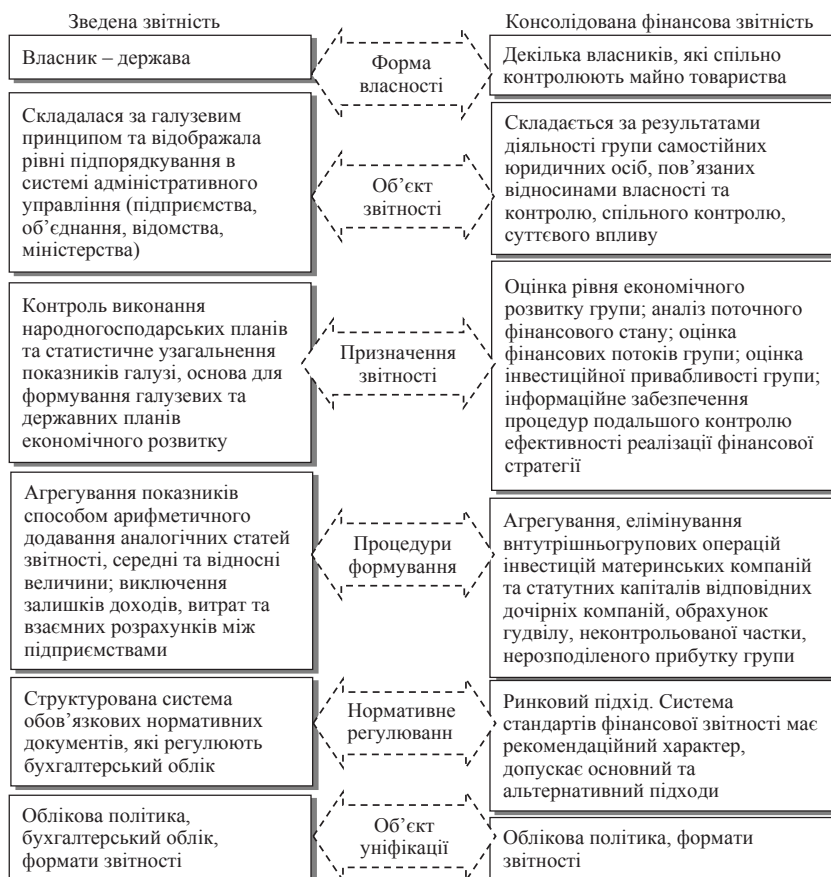 Зведена звітність
Консолідована фінансова звітність
Власник – держава
Форма
власності
Декілька власників, які спільно
контролюють майно товариства
Складалася за галузевим
принципом та відображала
рівні підпорядкування в
системі адміністративного
управління (підприємства,
об’єднання, відомства,
міністерства)
Об’єкт
звітності
Складається за результатами
діяльності групи самостійних
юридичних осіб, пов’язаних
відносинами власності та
контролю, спільного контролю,
суттєвого впливу
Контроль виконання
народногосподарських планів
та статистичне узагальнення
показників галузі, основа для
формування галузевих та
державних планів
економічного розвитку
Призначення
звітності
Оцінка рівня економічного
розвитку групи; аналіз поточного
фінансового стану; оцінка
фінансових потоків групи; оцінка
інвестиційної привабливості групи;
інформаційне забезпечення
процедур подальшого контролю
ефективності реалізації фінансової
стратегії
Агрегування показників
способом арифметичного
додавання аналогічних статей
звітності, середні та відносні
величини; виключення
залишків доходів, витрат та
взаємних розрахунків між
підприємствами
Процедури
формування
Агрегування, елімінування
внтутрішньогрупових операцій
інвестицій материнських компаній
та статутних капіталів відповідних
дочірніх компаній, обрахунок
гудвілу, неконтрольованої частки,
нерозподіленого прибутку групи
Структурована система
обов’язкових нормативних
документів, які регулюють
бухгалтерський облік
Нормативне
регулюванн
Ринковий підхід. Система
стандартів фінансової звітності має
рекомендаційний характер,
допускає основний та
альтернативний підходи
Облікова політика,
бухгалтерський облік,
формати звітності
Об’єкт
уніфікації
Облікова політика, формати
звітності